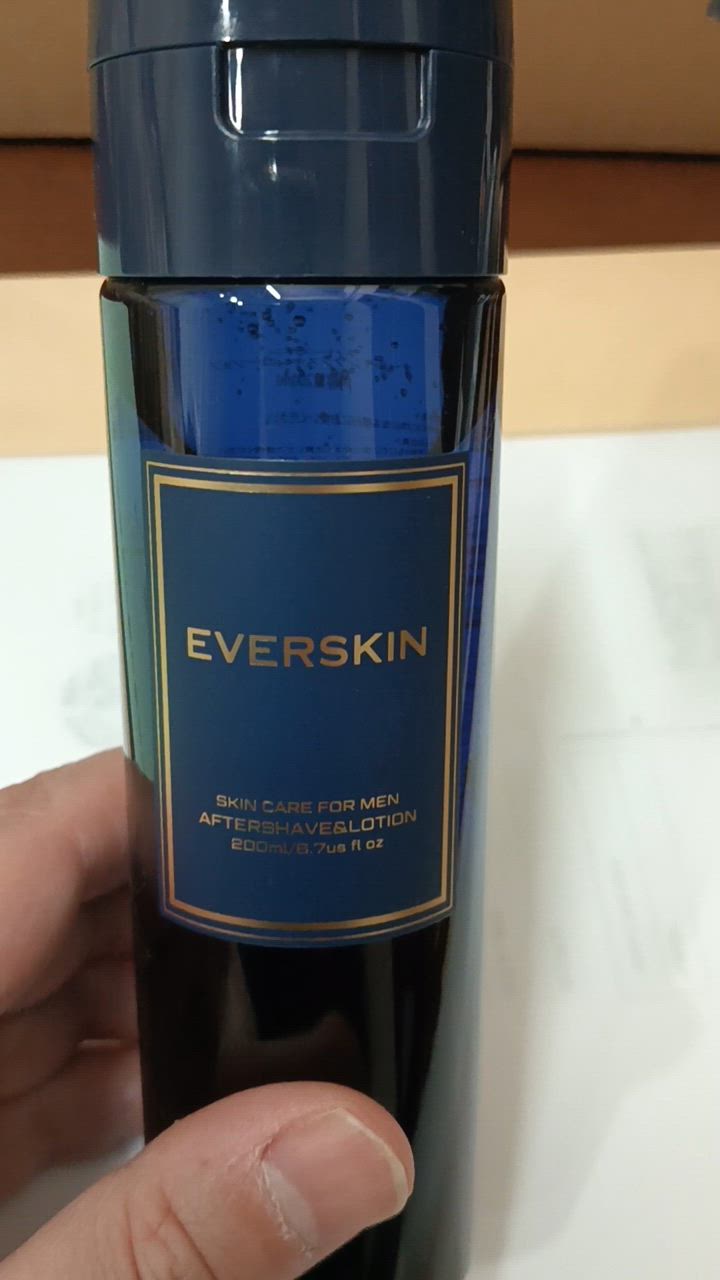 EVERSKIN
SKIN CARE FOR MEN
AFTERSHAVE&LOTION
200ml/6.7us fl oz